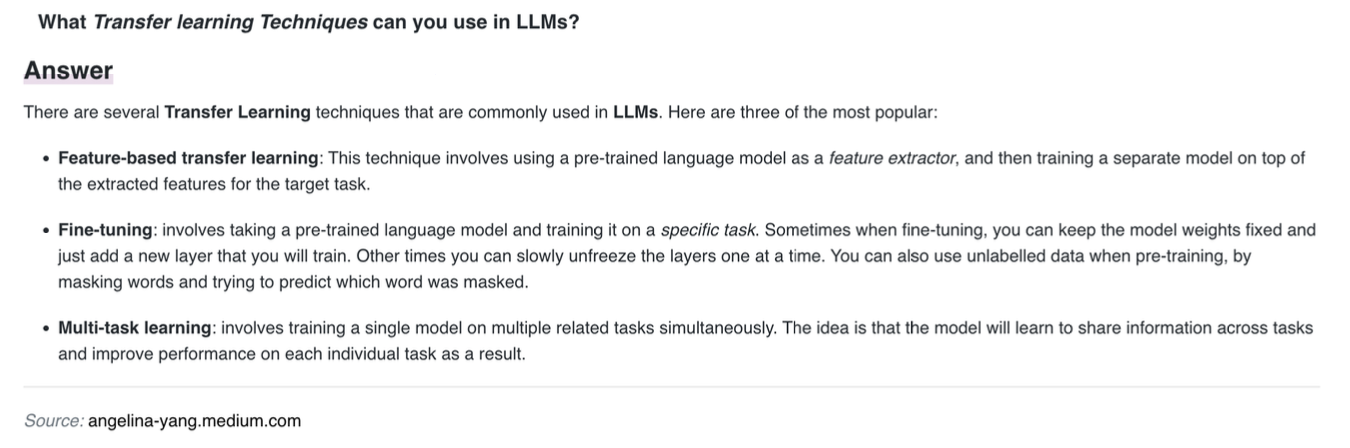 What Transfer learning Techniques can you use in LLMs?
Answer
There are several Transfer Learning techniques that are commonly used in LLMs. Here are three of the most popular:
• Feature-based transfer learning: This technique involves using a pre-trained language model as a feature extractor, and then training a separate model on top of
the extracted features for the target task.
• Fine-tuning: involves taking a pre-trained language model and training it on a specific task. Sometimes when fine-tuning, you can keep the model weights fixed and
just add a new layer that you will train. Other times you can slowly unfreeze the layers one at a time. You can also use unlabelled data when pre-training, by
masking words and trying to predict which word was masked.
• Multi-task learning: involves training a single model on multiple related tasks simultaneously. The idea is that the model will learn to share information across tasks
and improve performance on each individual task as a result.
Source: angelina-yang.medium.com